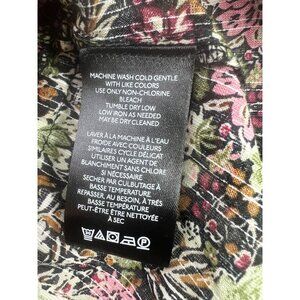 MACHINE WASH COLD GENTLE
WITH LIKE COLORS
USE ONLY NON-CHLORINE
BLEACH
TUMBLE DRY LOW
LOW IRON AS NEEDED
MAY BE DRY CLEANED
LAVER À LA MACHINE À L'EAU
FROIDE AVEC COULEURS
SIMILAIRES CYCLE DÉLICAT
UTILISER UN AGENT DE
BLANCHIMENT SANS CHLORE
SI NÉCESSAIRE
SÉCHER PAR CULBUTAGE À
BASSE TEMPÉRATURE
REPASSER, AU BESOIN, À
TRÈS BASSE TEMPÉRATURE
PEUT-ÊTRE ÊTRE NETTOYÉE
À SEC